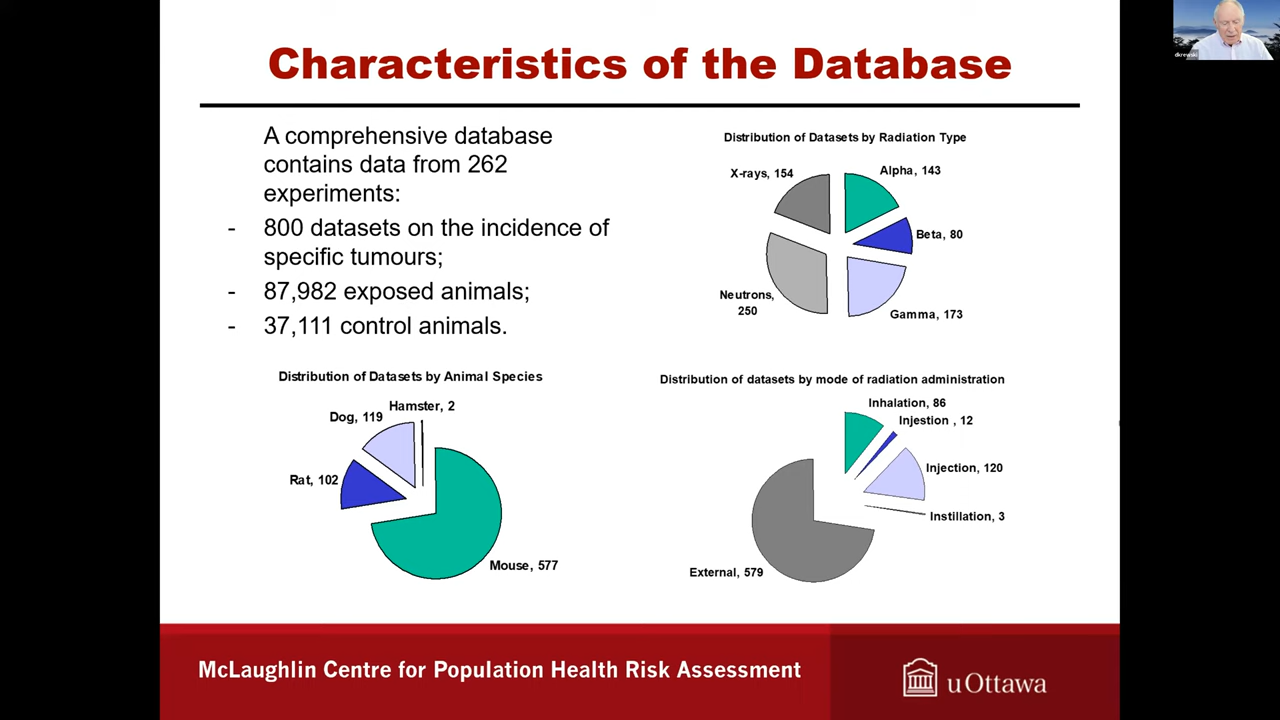 Characteristics of the Database
A comprehensive database
contains data from 262
experiments:
- 800 datasets on the incidence of
specific tumours;
- 87,982 exposed animals;
- 37,111 control animals.
Distribution of Datasets by Radiation Type
X-rays, 154
Alpha, 143
Beta, 80
Neutrons,
250
Gamma, 173
Distribution of Datasets by Animal Species
Hamster, 2
Dog, 119
Rat, 102
Mouse, 577
Distribution of datasets by mode of radiation administration
Inhalation, 86
Injestion , 12
Injection, 120
Instillation, 3
External, 579
McLaughlin Centre for Population Health Risk Assessment
uOttawa
dkrewski